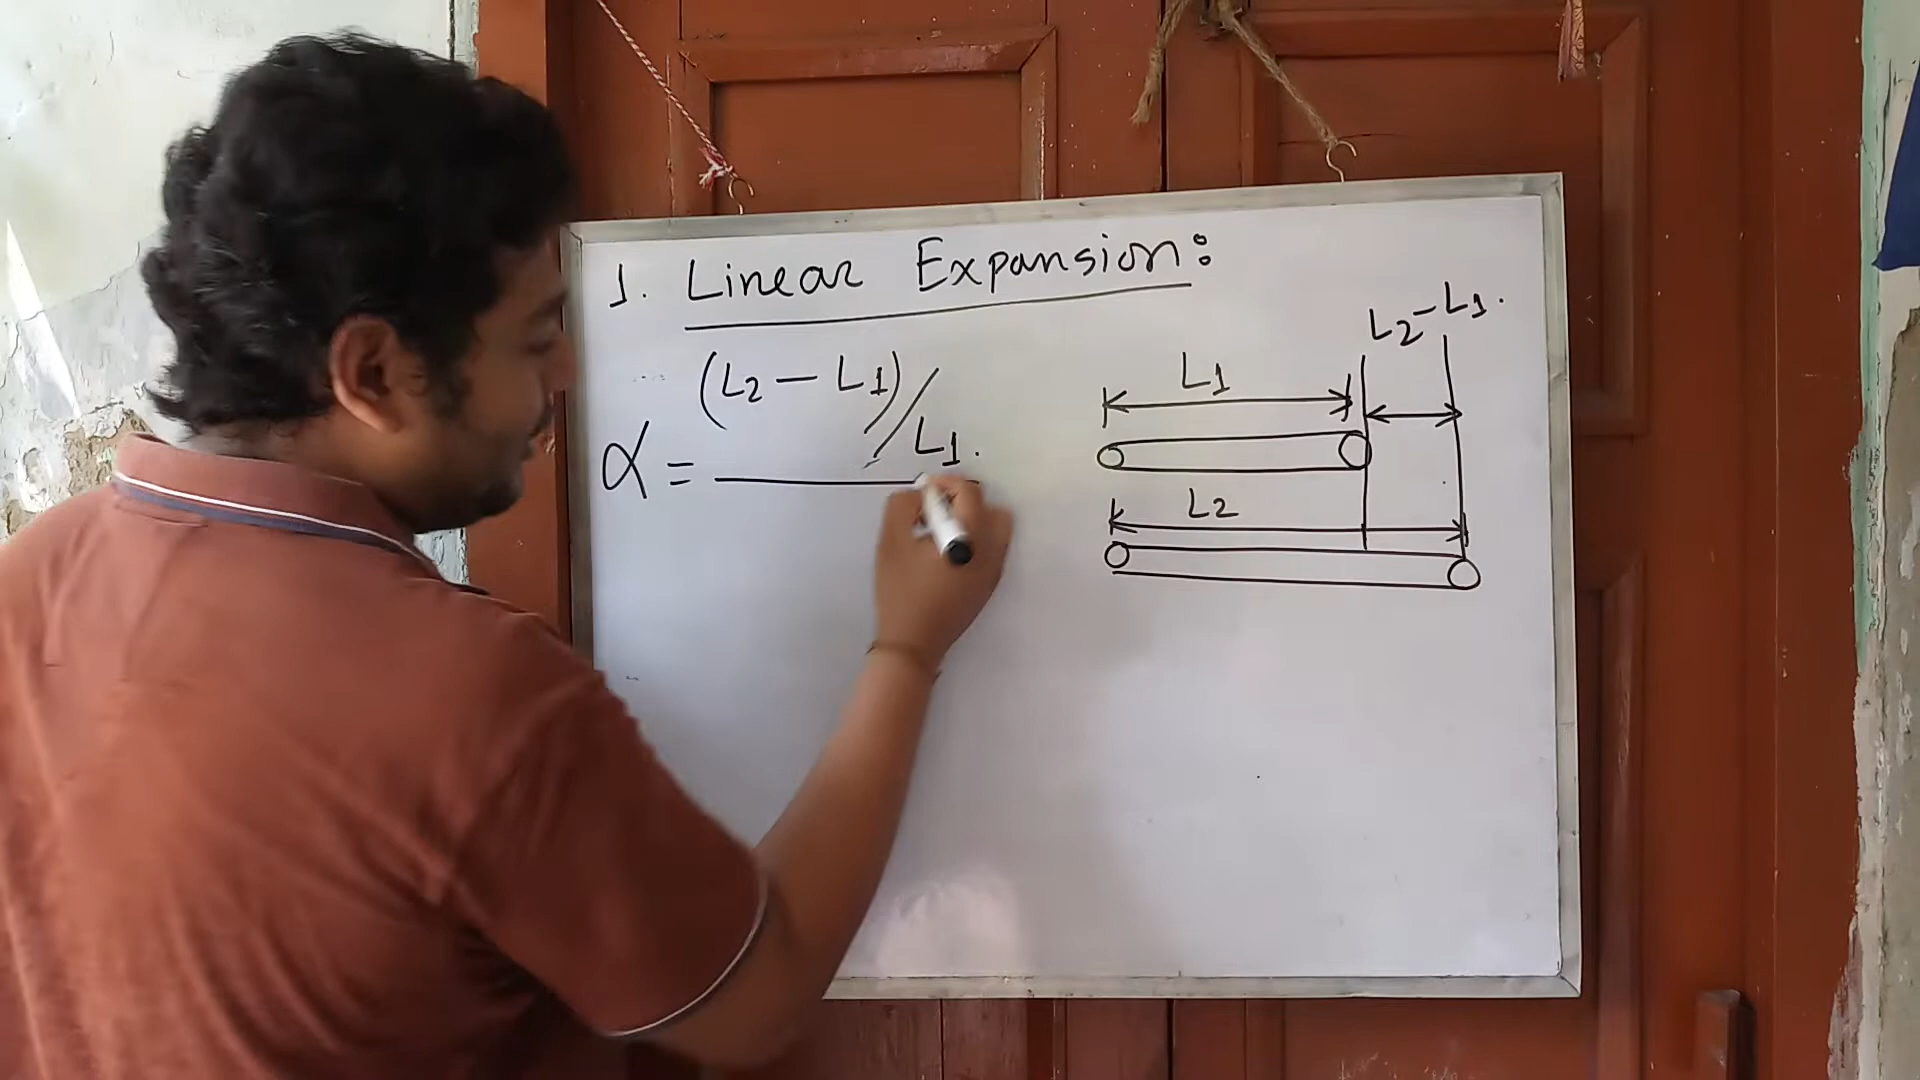 1. Linear Expansion:
α = (L2 - L1)/L1.
L2-L1.
L1
L2